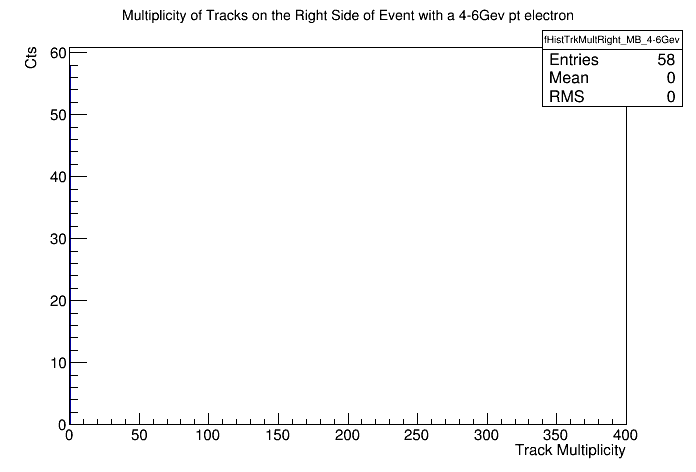 Multiplicity of Tracks on the Right Side of Event with a 4-6Gev pt electron
fHistTrkMultRight_MB_4-6Gev
Entries 58
Mean 0
RMS 0
Cts
60
50
40
30
20
10
0
0 50 100 150 200 250 300 350 400
Track Multiplicity